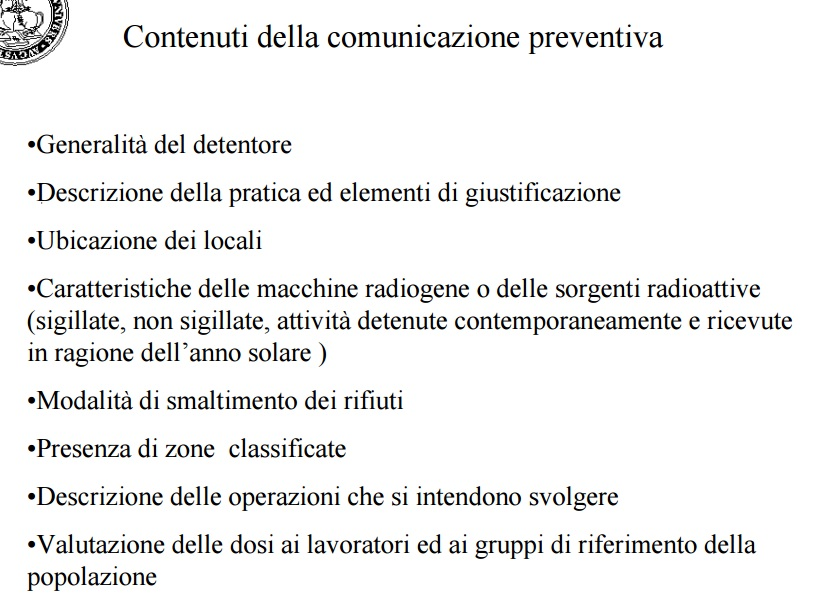 Contenuti della comunicazione preventiva
•Generalità del detentore
•Descrizione della pratica ed elementi di giustificazione
•Ubicazione dei locali
•Caratteristiche delle macchine radiogene o delle sorgenti radioattive
(sigillate, non sigillate, attività detenute contemporaneamente e ricevute
in ragione dell’anno solare )
•Modalità di smaltimento dei rifiuti
•Presenza di zone  classificate
•Descrizione delle operazioni che si intendono svolgere
•Valutazione delle dosi ai lavoratori ed ai gruppi di riferimento della
popolazione